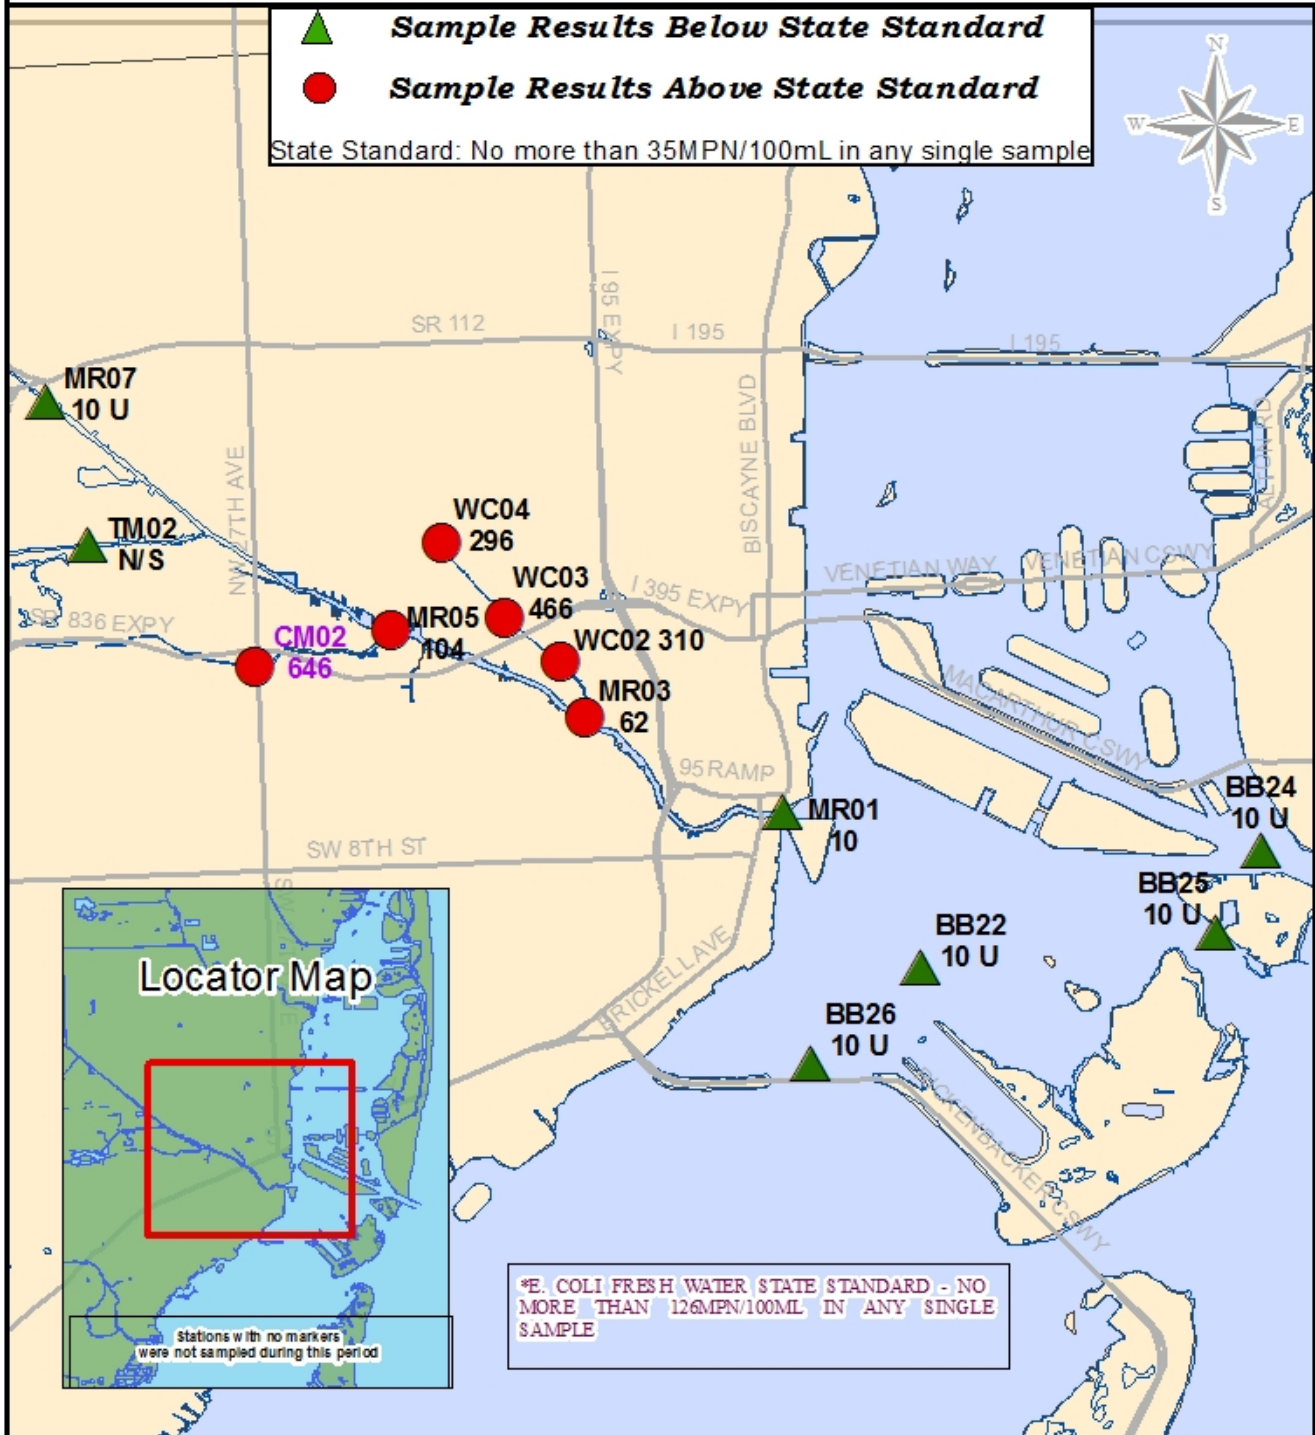 Sample Results Below State Standard
Sample Results Above State Standard
State Standard: No more than 35MPN/100mL in any single sample
N
W
E
S
I 95 EXPY
SR 112
I 195
I 195
MR07
10 U
BISCAYNE BLVD
ALTON RD
NW 27TH AVE
WC04
296
TM02
N/S
VENETIAN WAY
VENETIAN CSWY
WC03
466
I 395 EXPY
SR 836 EXPY
CM02
646
MR05
104
WC02 310
MR03
62
MACARTHUR CSWY
95 RAMP
MR01
10
BB24
10 U
SW 8TH ST
BB25
10 U
BB22
10 U
BRICKELL AVE
BB26
10 U
Locator Map
RICKENBACKER CSWY
*E. COLI FRESH WATER STATE STANDARD - NO
MORE THAN 126MPN/100ML IN ANY SINGLE
SAMPLE
Stations with no markers
were not sampled during this period